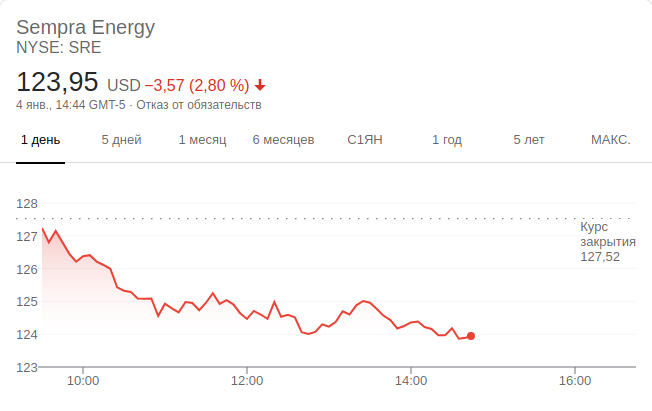 Sempra Energy
NYSE: SRE
123,95 USD −3,57 (2,80 %)
4 янв., 14:44 GMT-5 · Отказ от обязательств
1 день 5 дней 1 месяц 6 месяцев С1ЯН 1 год 5 лет МАКС.
128
127
126
125
124
123
Курс
закрытия
127,52
10:00 12:00 14:00 16:00